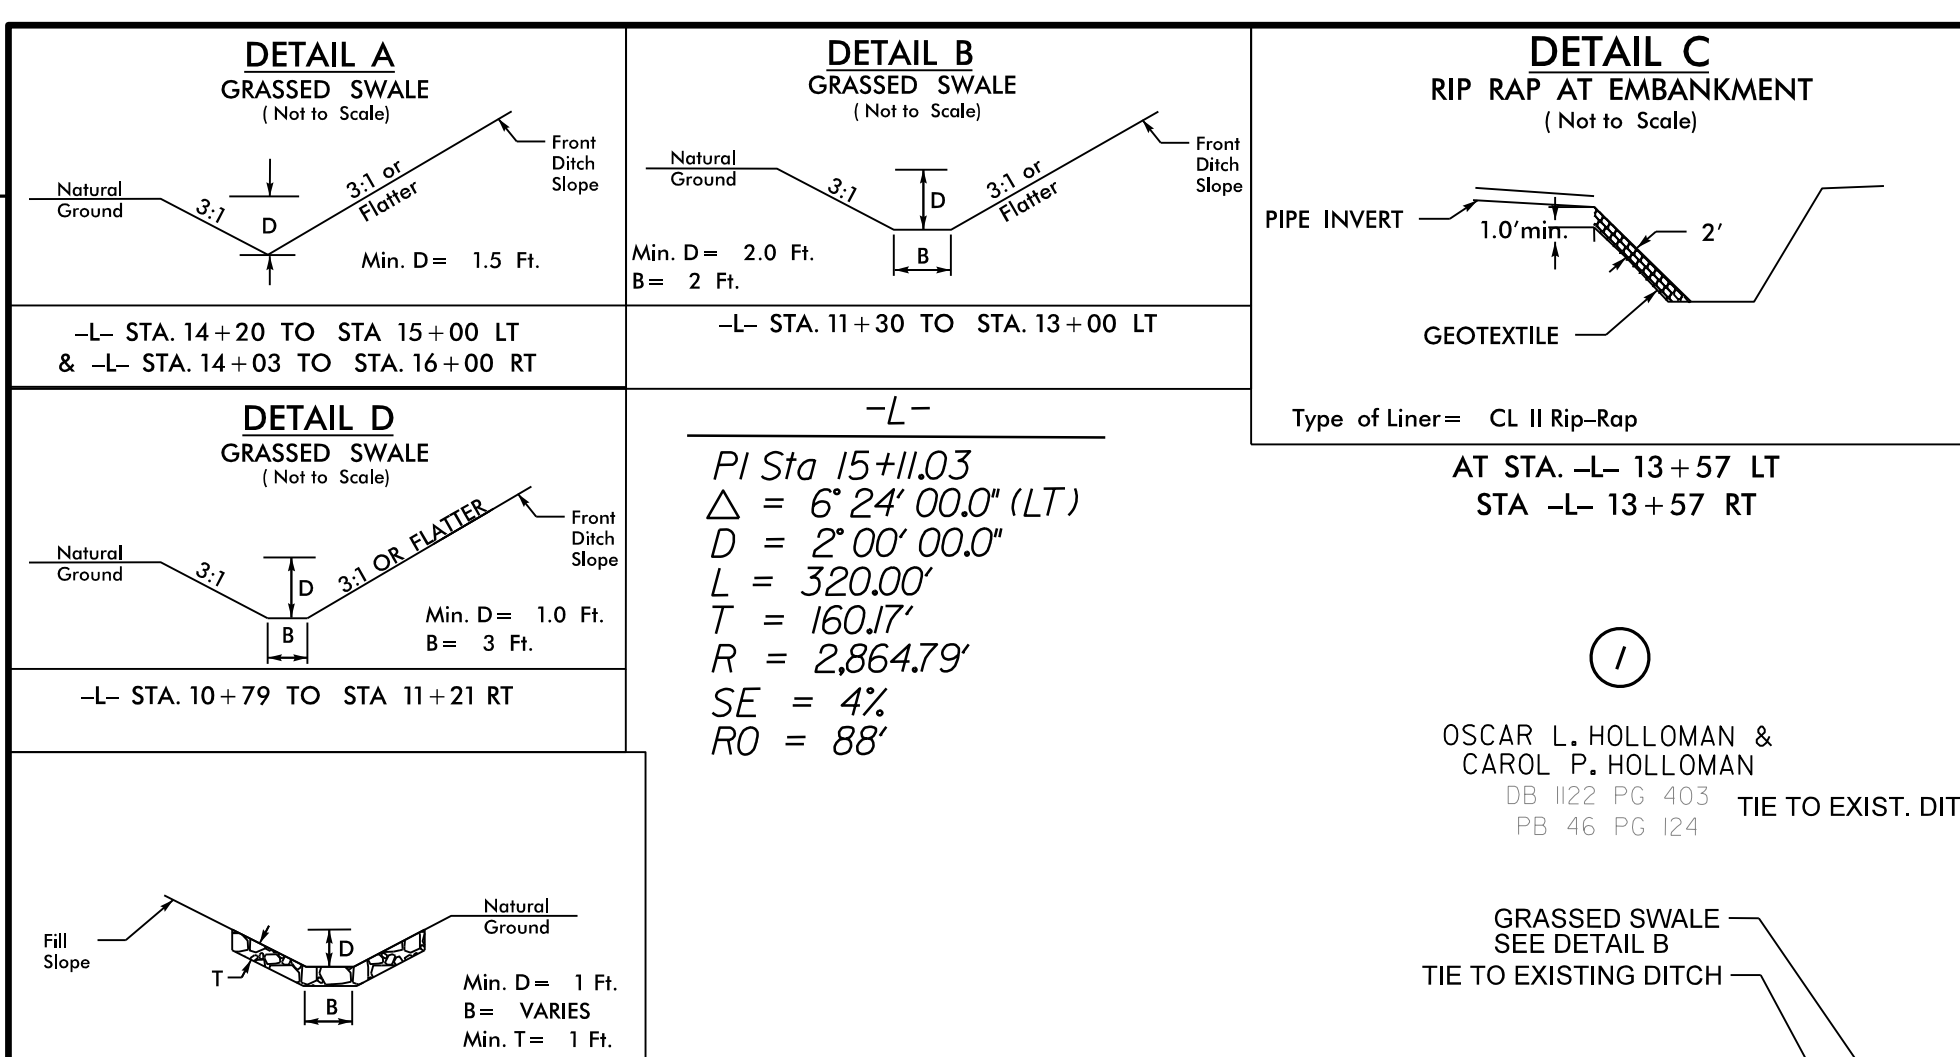 DETAIL A
GRASSED SWALE
(Not to Scale)
Natural
Ground
3:1
D
3:1 or
Flatter
Front
Ditch
Slope
Min. D= 1.5 Ft.
-L- STA. 14+20 TO STA 15+00 LT
& -L- STA. 14+03 TO STA. 16+00 RT
DETAIL B
GRASSED SWALE
(Not to Scale)
Natural
Ground
3:1
D
3:1 or
Flatter
Front
Ditch
Slope
Min. D= 2.0 Ft.
B= 2 Ft.
B
-L- STA. 11+30 TO STA. 13+00 LT
DETAIL C
RIP RAP AT EMBANKMENT
(Not to Scale)
PIPE INVERT
1.0'min.
2'
GEOTEXTILE
Type of Liner= CL II Rip-Rap
AT STA. -L- 13+57 LT
STA -L- 13+57 RT
DETAIL D
GRASSED SWALE
(Not to Scale)
Natural
Ground
3:1
D
3:1 OR FLATTER
Front
Ditch
Slope
B
Min. D= 1.0 Ft.
B= 3 Ft.
-L- STA. 10+79 TO STA 11+21 RT
-L-
PI Sta 15+11.03
△ = 6° 24' 00.0" (LT)
D = 2° 00' 00.0"
L = 320.00'
T = 160.17'
R = 2,864.79'
SE = 4%
RO = 88'
1
OSCAR L. HOLLOMAN &
CAROL P. HOLLOMAN
DB 1122 PG 403
PB 46 PG 124
TIE TO EXIST. DIT
GRASSED SWALE
SEE DETAIL B
TIE TO EXISTING DITCH
Fill
Slope
T
D
B
Natural
Ground
Min. D= 1 Ft.
B= VARIES
Min. T= 1 Ft.